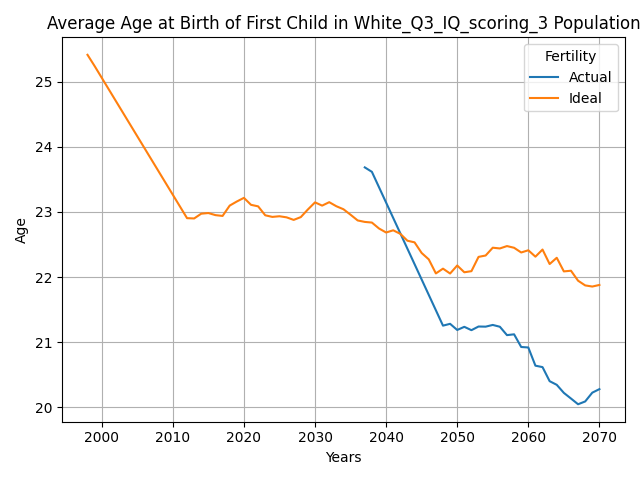 Average Age at Birth of First Child in White_Q3_IQ_scoring_3 Population
Fertility
Actual
Ideal
Age
25
24
23
22
21
20
2000 2010 2020 2030 2040 2050 2060 2070
Years